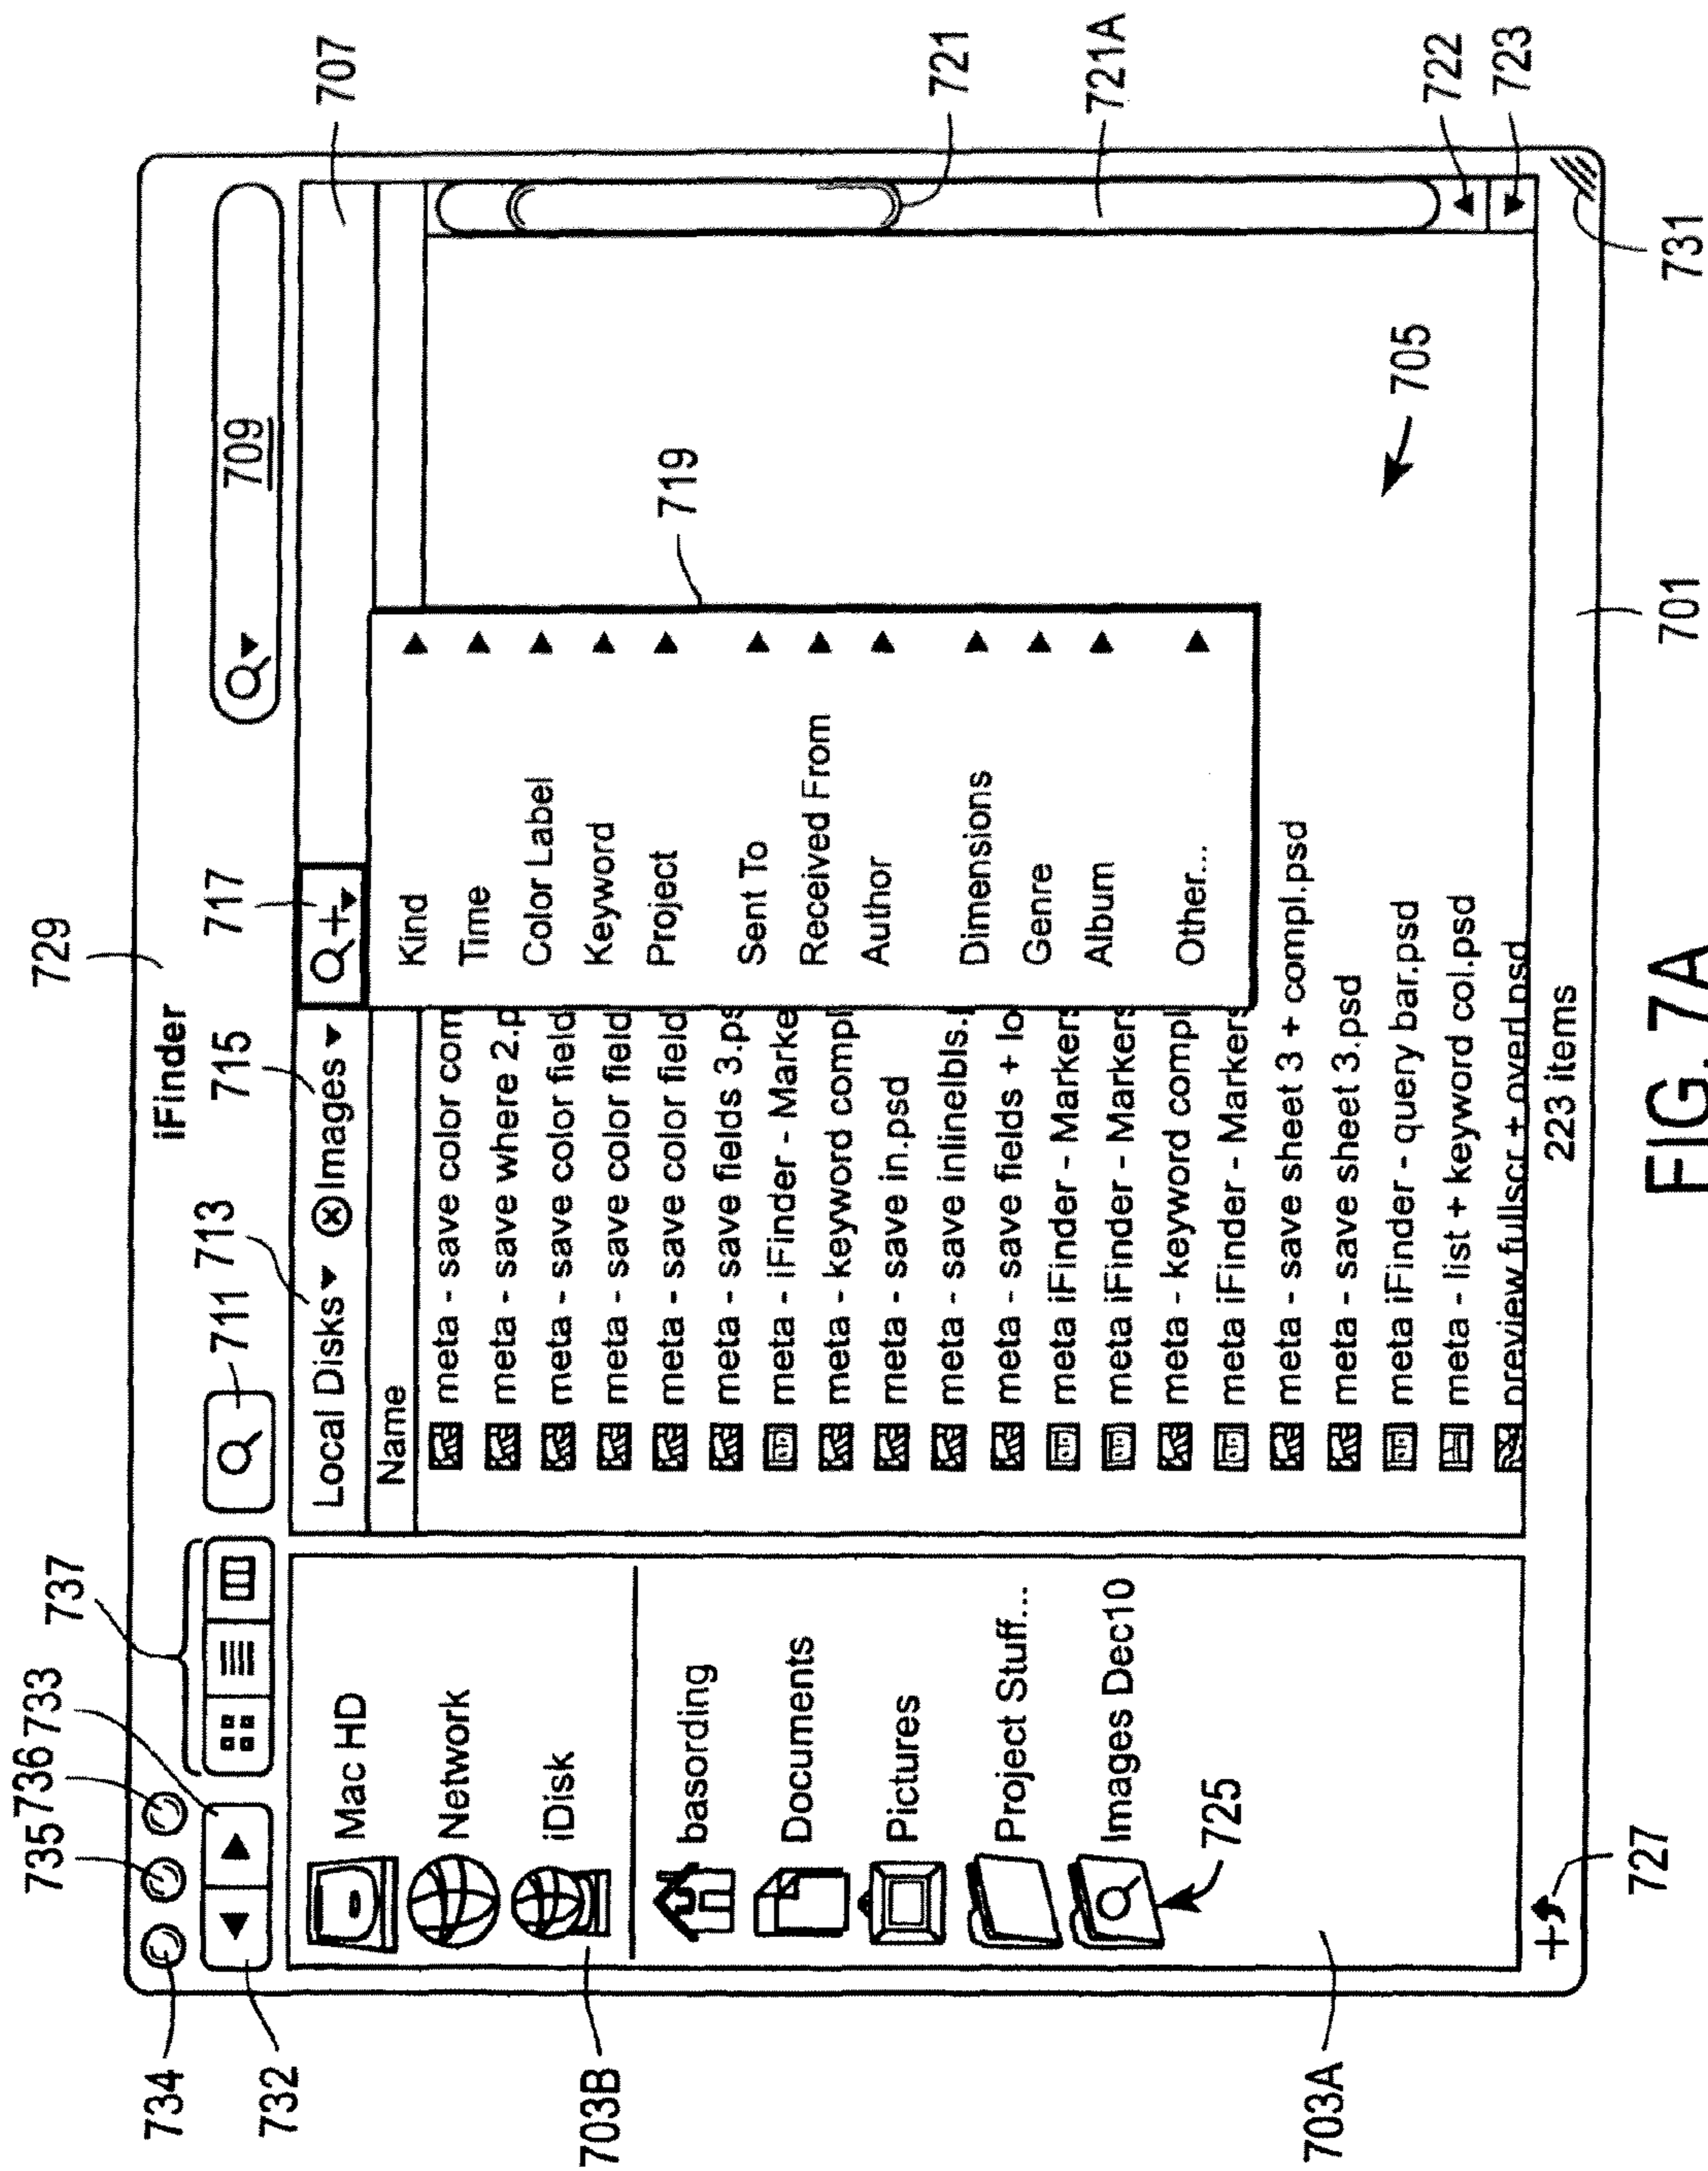 729
iFinder
734
735
736
733
737
732
711
713
715
717
709
707
Local Disks
Images
Name
Mac HD
Network
iDisk
703B
basording
Documents
Pictures
Project Stuff...
Images Dec10
725
703A
727
meta - save color com
meta - save where 2.p
meta - save color field
meta - save color field
meta - save color field
meta - save fields 3.ps
meta - iFinder - Marke
meta - keyword compl
meta - save in.psd
meta - save inlinelbls.
meta - save fields + lo
meta iFinder - Markers
meta iFinder - Markers
meta - keyword compl
meta iFinder - Markers
meta - save sheet 3 + compl.psd
meta - save sheet 3.psd
meta iFinder - query bar.psd
meta - list + keyword col.psd
preview fullscr + overl.psd
Kind
Time
Color Label
Keyword
Project
Sent To
Received From
Author
Dimensions
Genre
Album
Other...
719
721
721A
722
723
705
731
701
223 items
FIG. 7A